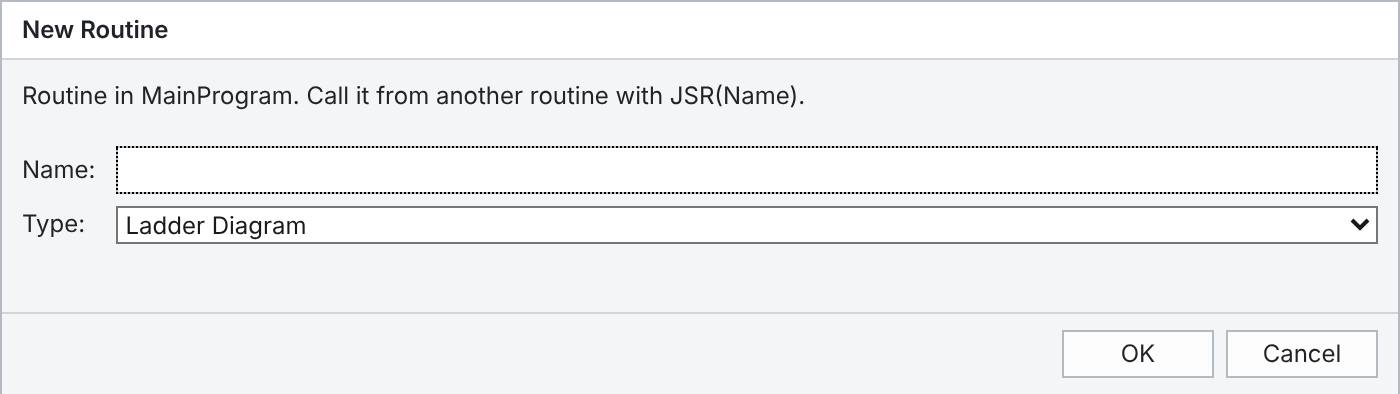 New Routine
Routine in MainProgram. Call it from another routine with JSR(Name).
Name:
Type: Ladder Diagram
OK Cancel